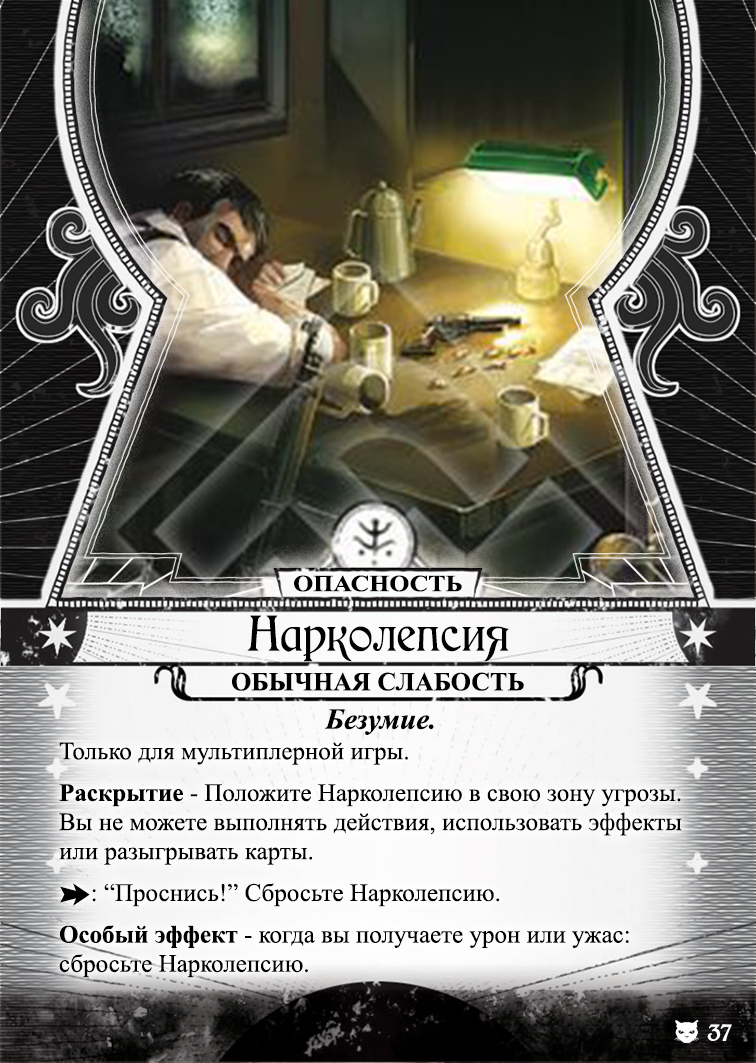 ОПАСНОСТЬ
Нарколепсия
ОБЫЧНАЯ СЛАБОСТЬ
Безумие.
Только для мультиплерной игры.
Раскрытие - Положите Нарколепсию в свою зону угрозы.
Вы не можете выполнять действия, использовать эффекты
или разыгрывать карты.
: “Проснись!” Сбросьте Нарколепсию.
Особый эффект - когда вы получаете урон или ужас:
сбросьте Нарколепсию.
37